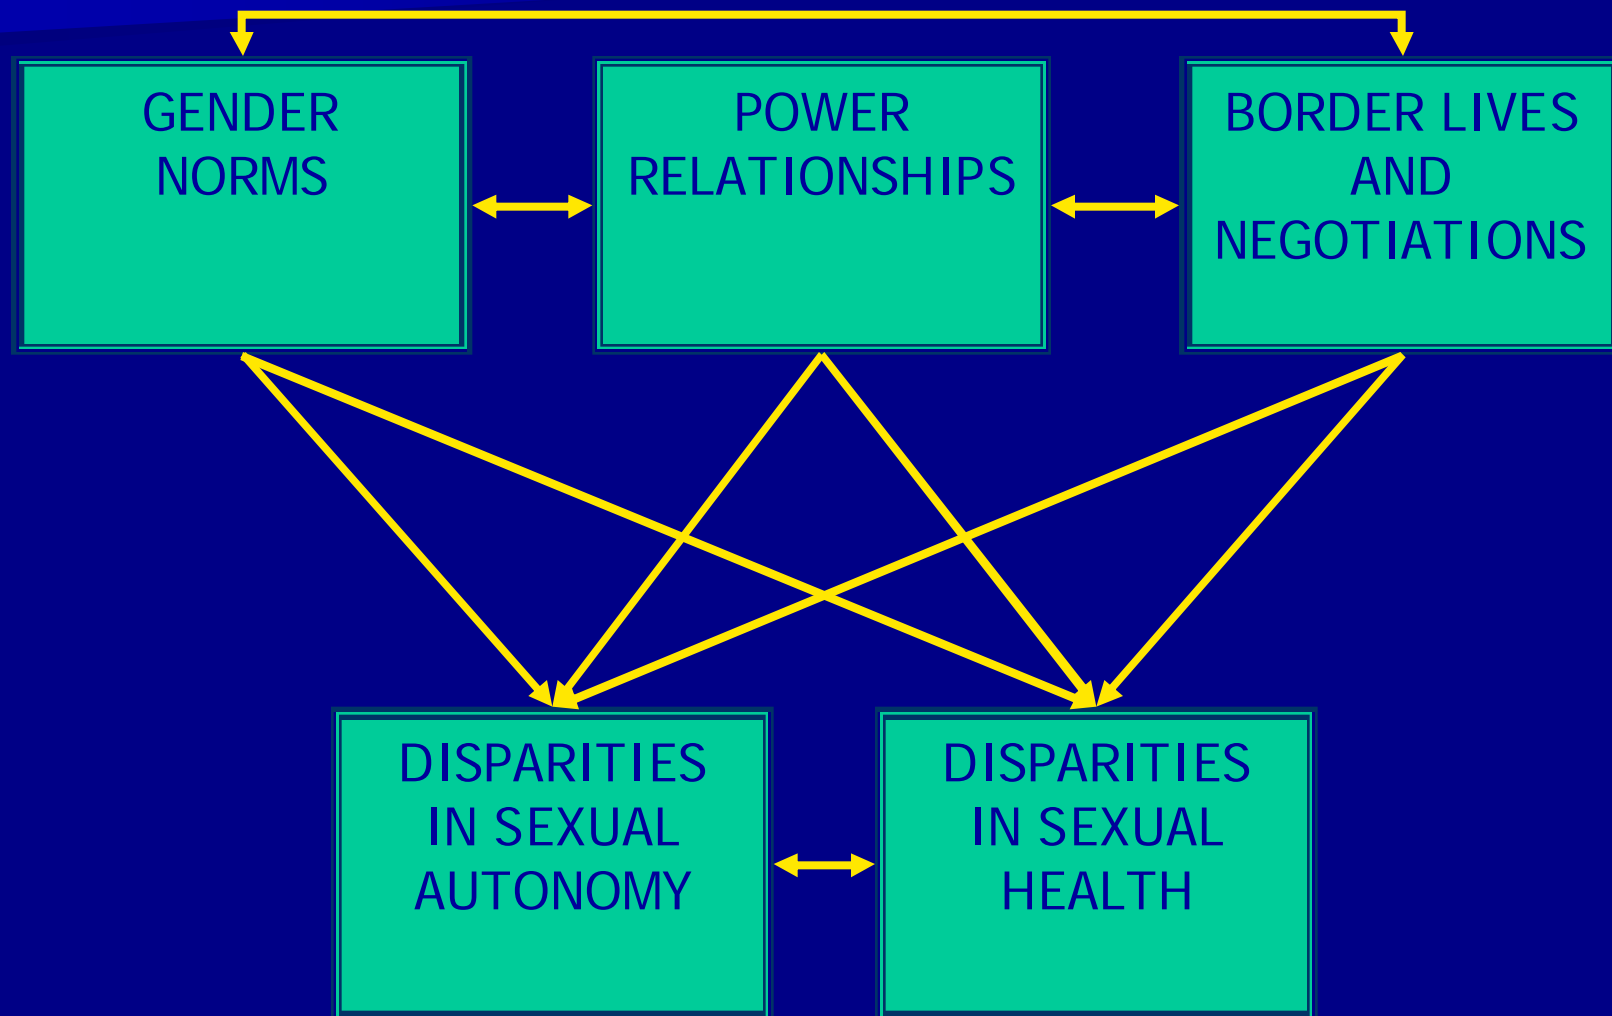 GENDER
NORMS
POWER
RELATIONSHIPS
BORDER LIVES
AND
NEGOTIATIONS
DISPARITIES
IN SEXUAL
AUTONOMY
DISPARITIES
IN SEXUAL
HEALTH